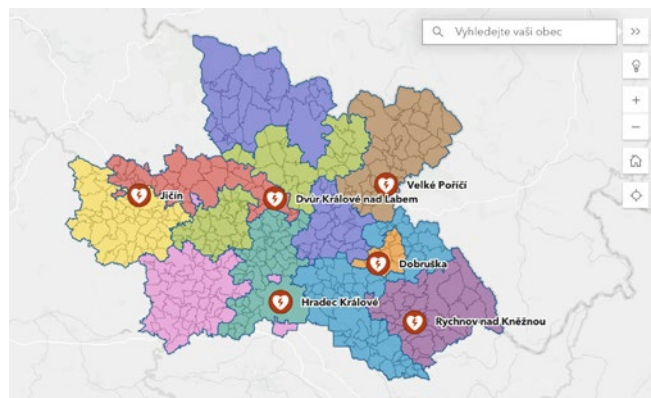 Vyhledejte vaši obec
Velké Poříčí
Jičín
Dvůr Králové nad Labem
Dobruška
Hradec Králové
Rychnov nad Kněžnou